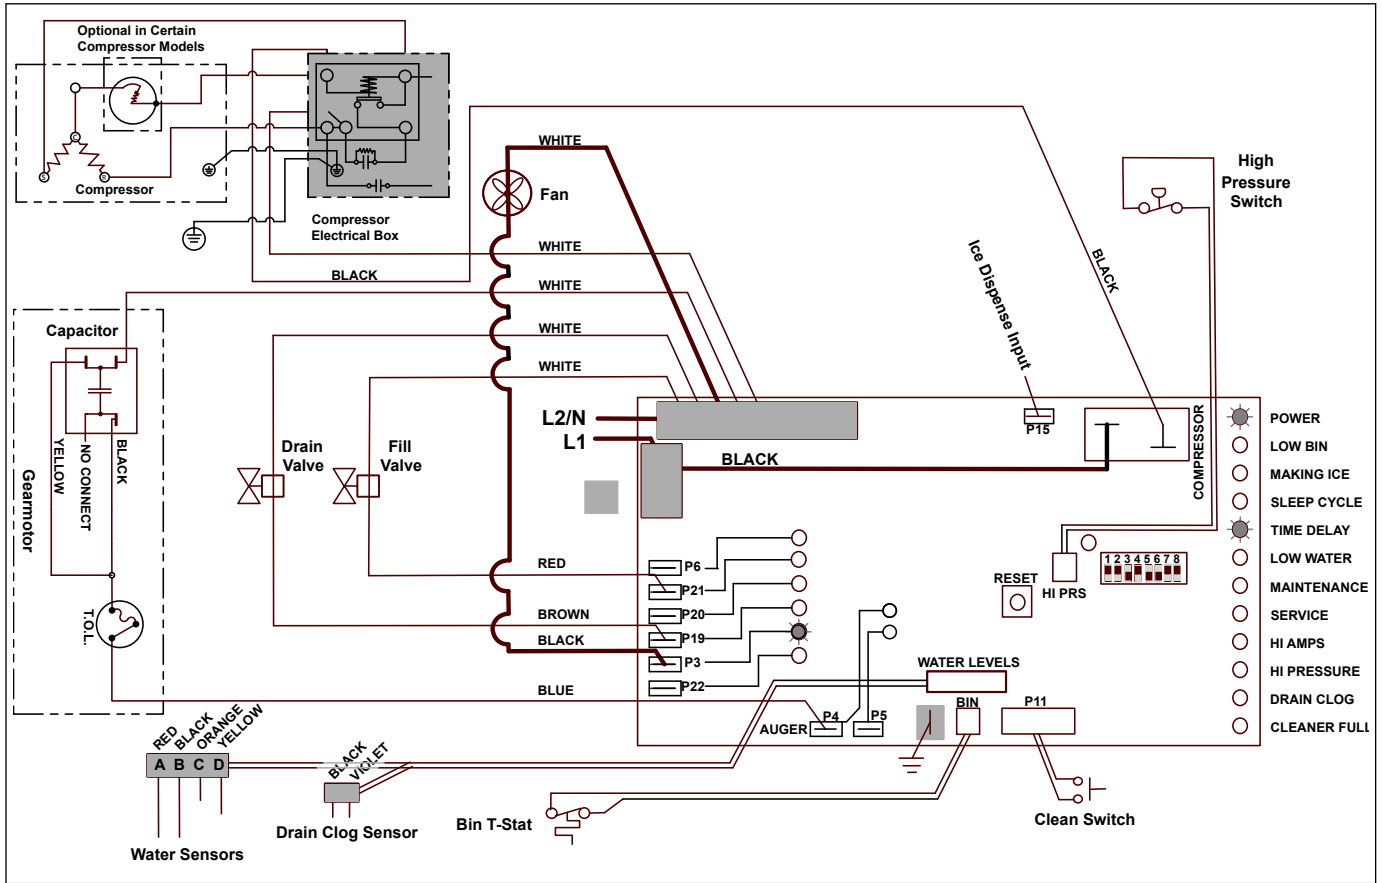 Optional in Certain
Compressor Models
C
S
R
Compressor
Compressor
Electrical Box
WHITE
Fan
WHITE
BLACK
WHITE
WHITE
WHITE
BLACK
High
Pressure
Switch
Ice Dispense Input
P15
COMPRESSOR
Capacitor
YELLOW
NO CONNECT
BLACK
Gearmotor
T.O.L.
Drain
Valve
Fill
Valve
L2/N
L1
BLACK
POWER
LOW BIN
MAKING ICE
SLEEP CYCLE
TIME DELAY
LOW WATER
MAINTENANCE
SERVICE
HI AMPS
HI PRESSURE
DRAIN CLOG
CLEANER FULL
RED
BROWN
BLACK
BLUE
P6
P21
P20
P19
P3
P22
RESET
HI PRS
1 2 3 4 5 6 7 8
WATER LEVELS
AUGER
P4
P5
BIN
P11
RED
BLACK
ORANGE
YELLOW
A B C D
Water Sensors
BLACK
VIOLET
Drain Clog Sensor
Bin T-Stat
Clean Switch